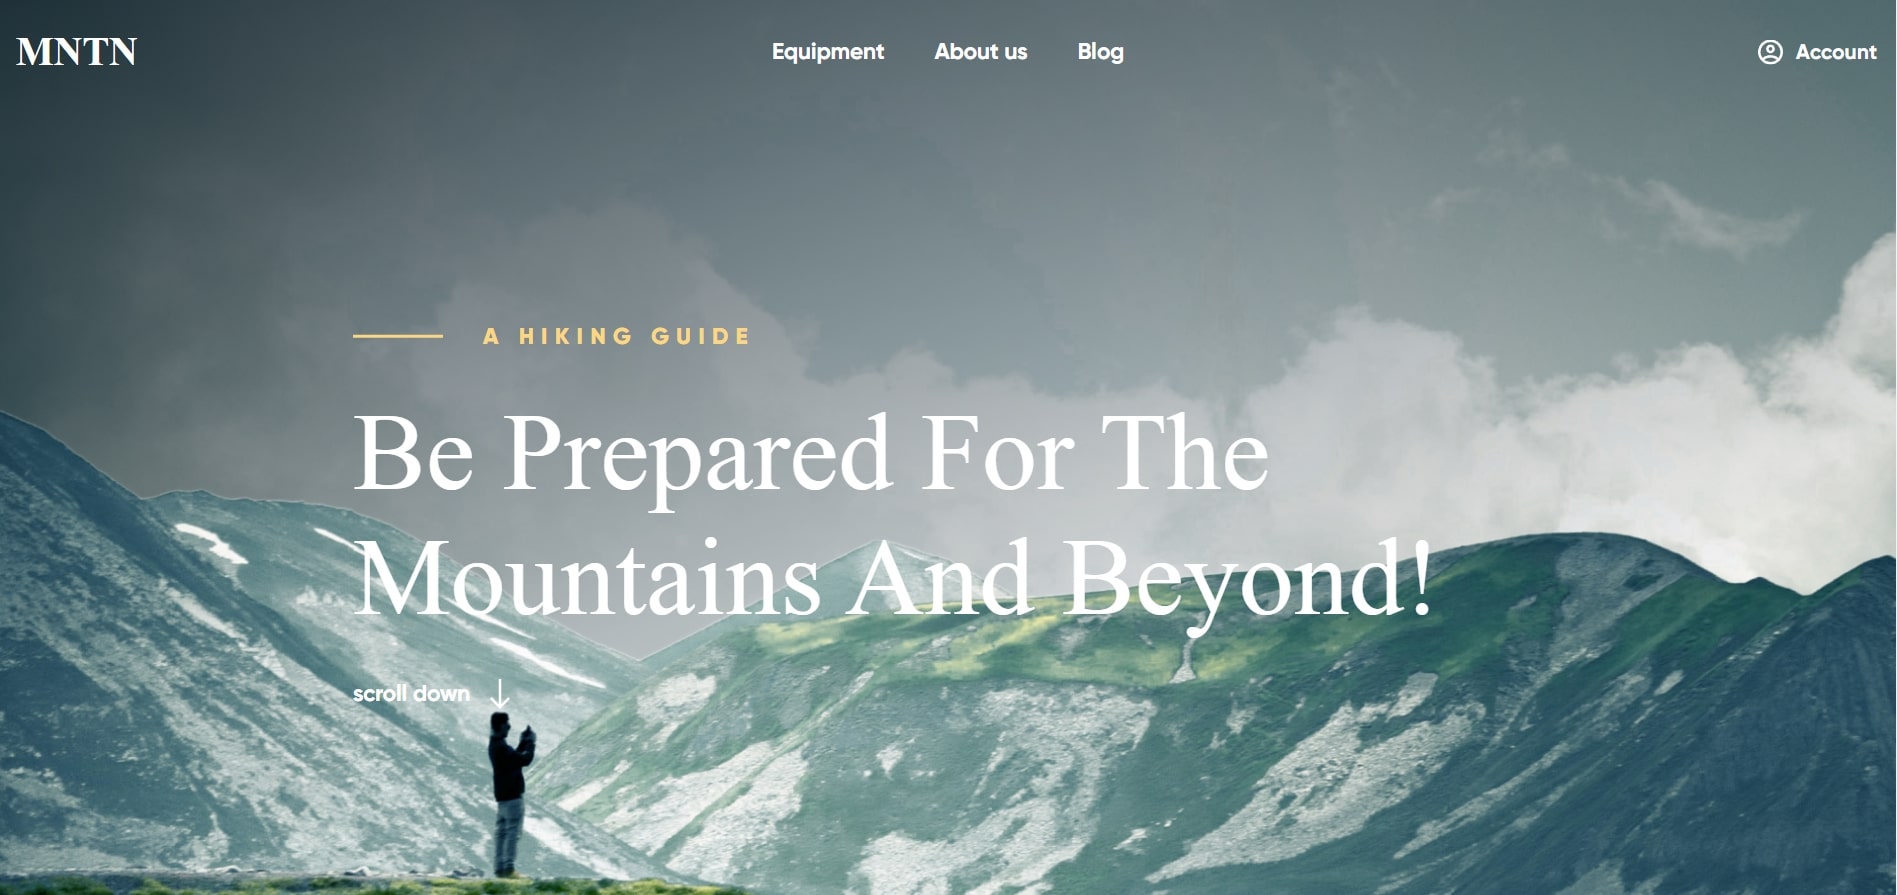 MNTN
Equipment
About us
Blog
Account
A HIKING GUIDE
Be Prepared For The
Mountains And Beyond!
scroll down